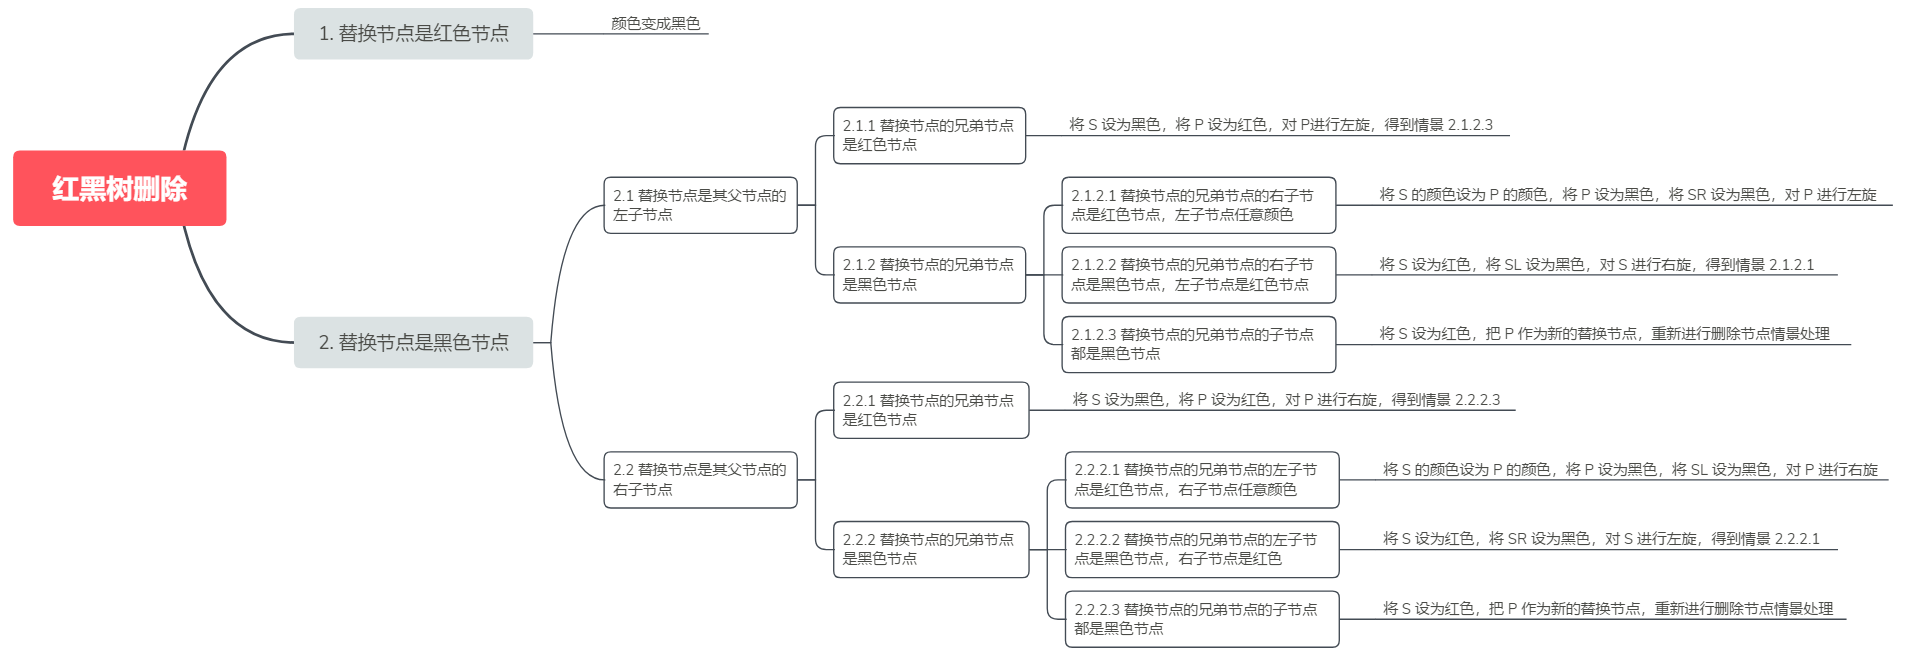 红黑树删除
1. 替换节点是红色节点
颜色变成黑色
2. 替换节点是黑色节点
2.1 替换节点是其父节点的
左子节点
2.1.1 替换节点的兄弟节点
是红色节点
将 S 设为黑色，将 P 设为红色，对 P进行左旋，得到情景 2.1.2.3
2.1.2 替换节点的兄弟节点
是黑色节点
2.1.2.1 替换节点的兄弟节点的右子节
点是红色节点，左子节点任意颜色
将 S 的颜色设为 P 的颜色，将 P 设为黑色，将 SR 设为黑色，对 P 进行左旋
2.1.2.2 替换节点的兄弟节点的右子节
点是黑色节点，左子节点是红色节点
将 S 设为红色，将 SL 设为黑色，对 S 进行右旋，得到情景 2.1.2.1
2.1.2.3 替换节点的兄弟节点的子节点
都是黑色节点
将 S 设为红色，把 P 作为新的替换节点，重新进行删除节点情景处理
2.2 替换节点是其父节点的
右子节点
2.2.1 替换节点的兄弟节点
是红色节点
将 S 设为黑色，将 P 设为红色，对 P 进行右旋，得到情景 2.2.2.3
2.2.2 替换节点的兄弟节点
是黑色节点
2.2.2.1 替换节点的兄弟节点的左子节
点是红色节点，右子节点任意颜色
将 S 的颜色设为 P 的颜色，将 P 设为黑色，将 SL 设为黑色，对 P 进行右旋
2.2.2.2 替换节点的兄弟节点的左子节
点是黑色节点，右子节点是红色
将 S 设为红色，将 SR 设为黑色，对 S 进行左旋，得到情景 2.2.2.1
2.2.2.3 替换节点的兄弟节点的子节点
都是黑色节点
将 S 设为红色，把 P 作为新的替换节点，重新进行删除节点情景处理